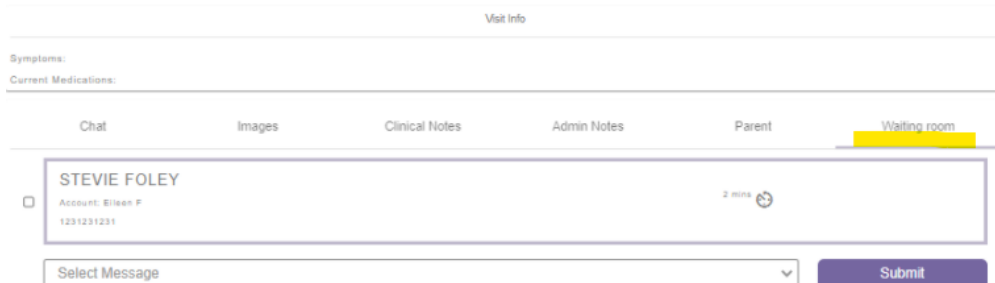 Visit Info
Symptoms:
Current Medications:
Chat Images Clinical Notes Admin Notes Parent Waiting room
STEVIE FOLEY
Account: Eileen F
2 mins
1231231231
Select Message Submit